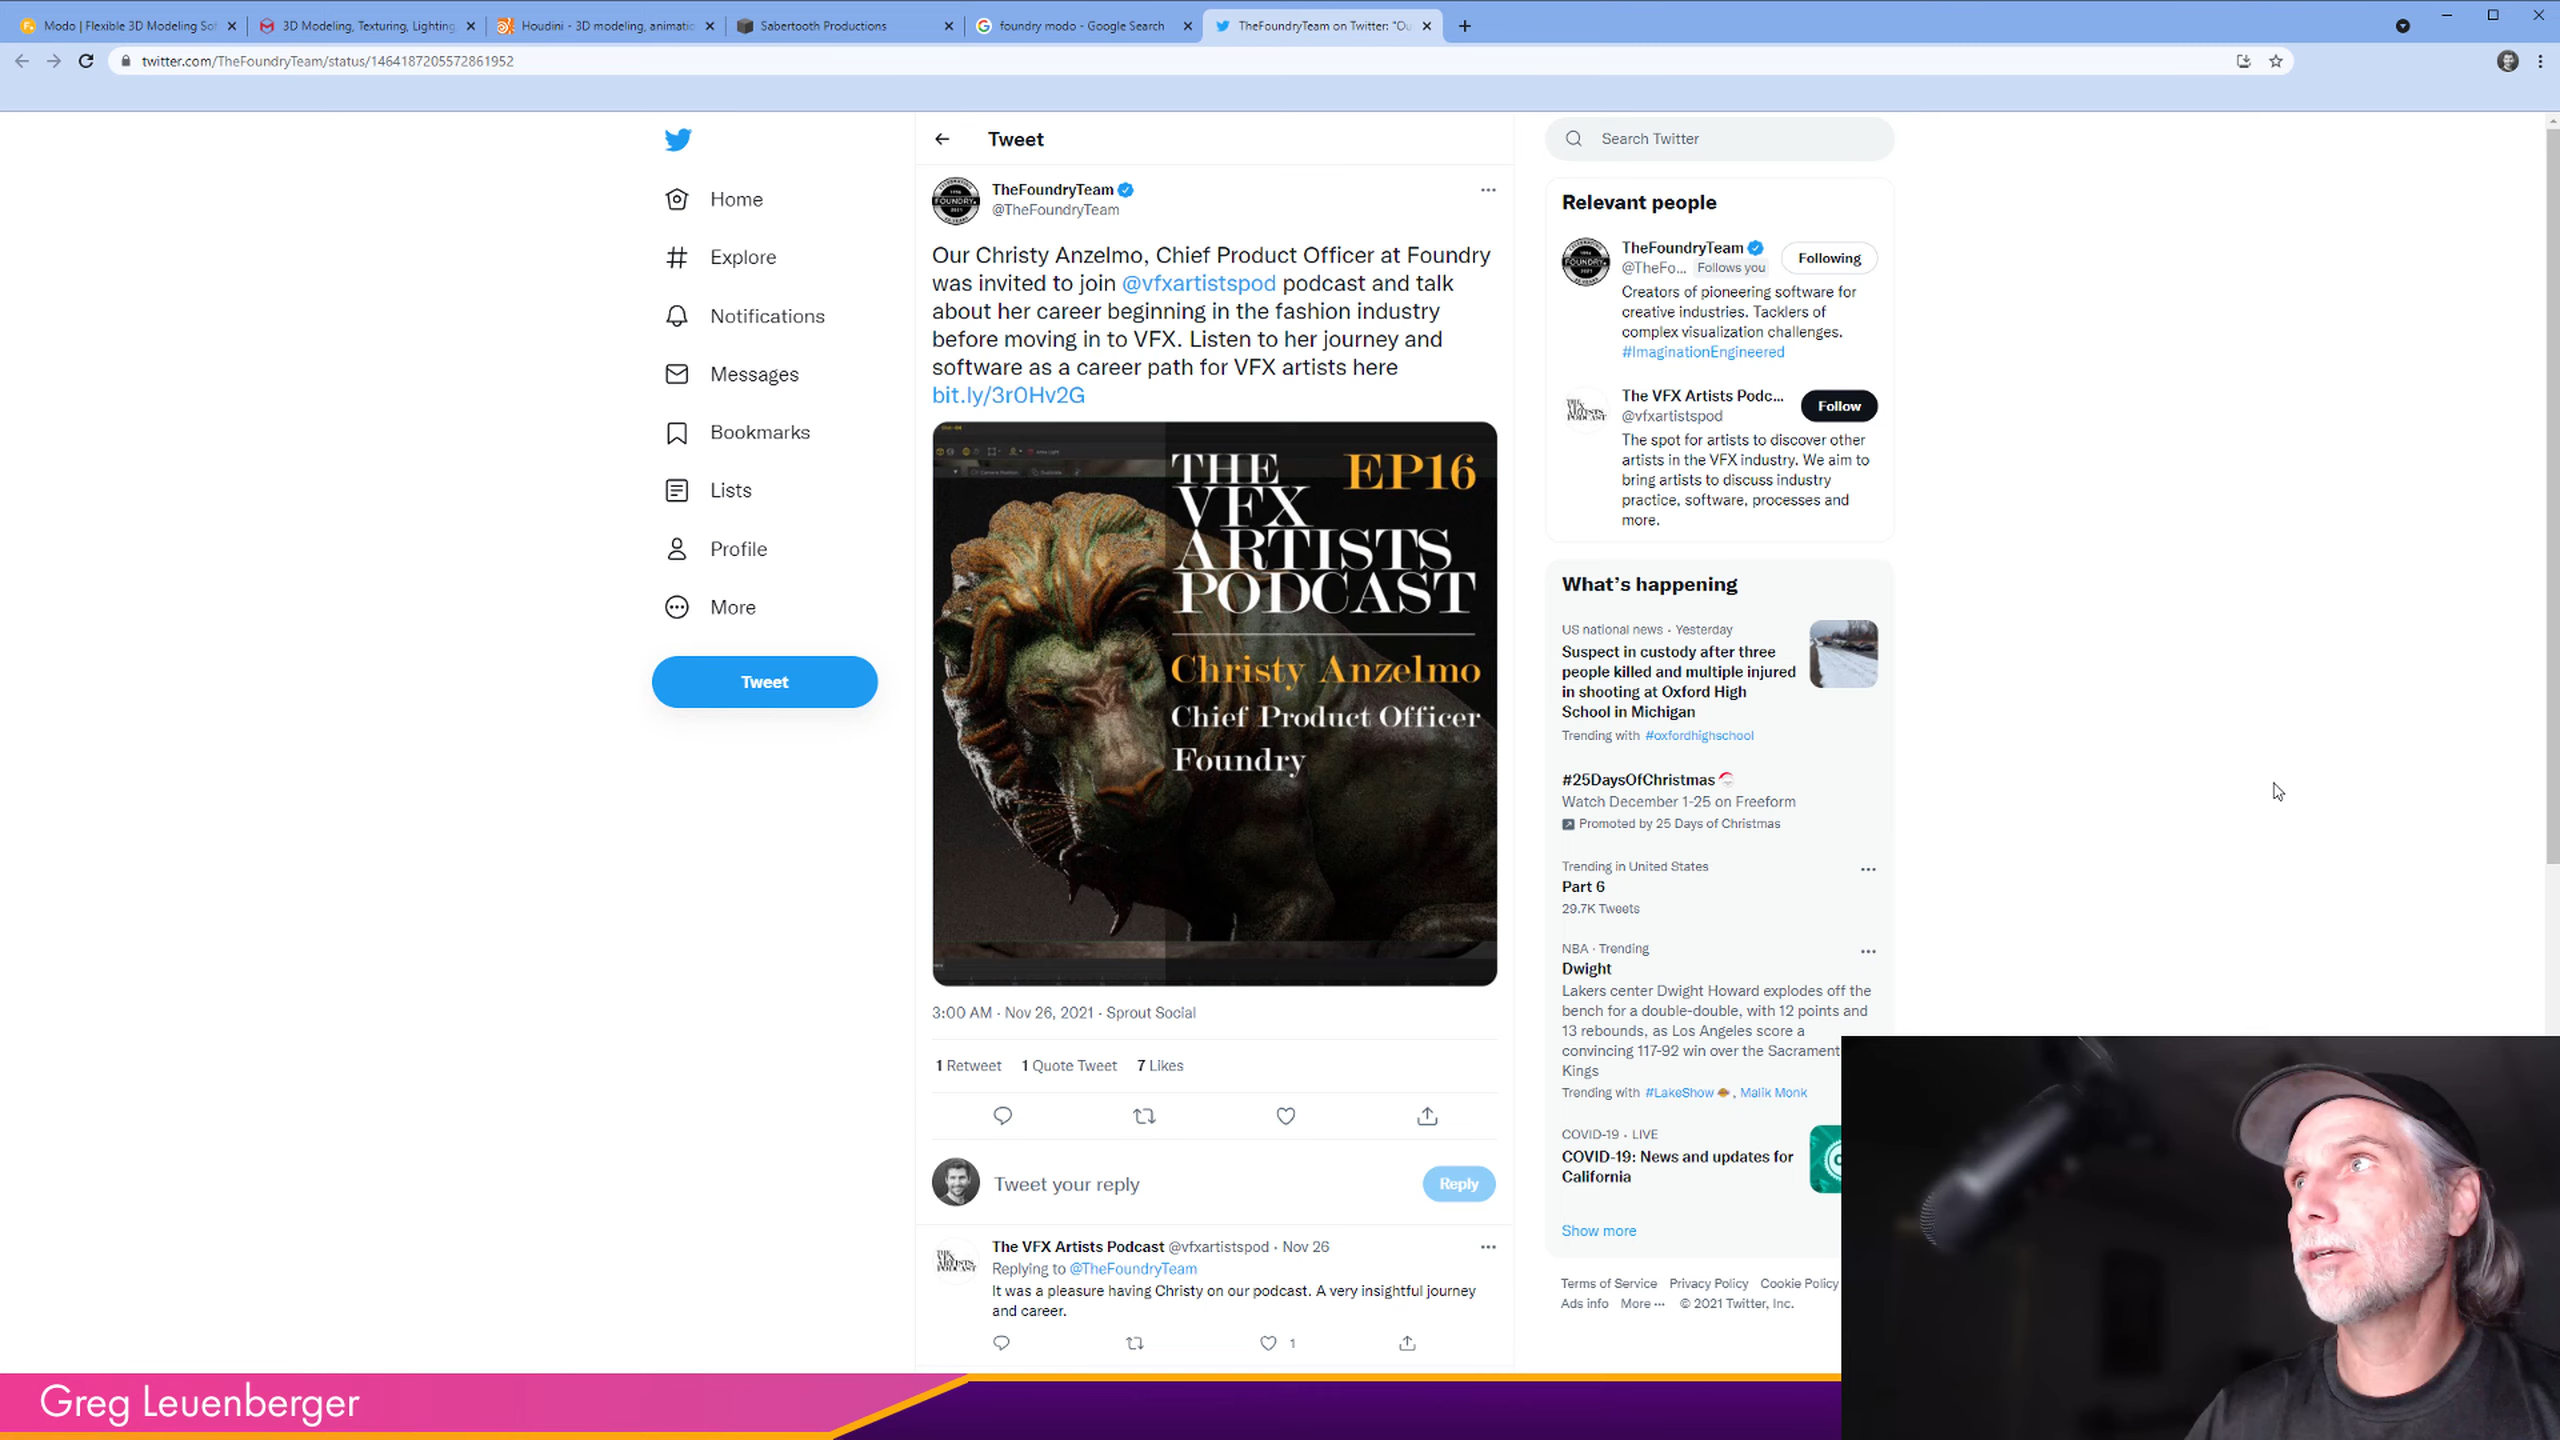 Modo | Flexible 3D Modeling Sof
3D Modeling, Texturing, Lighting,
Houdini - 3D modeling, animatio
Sabertooth Productions
foundry modo - Google Search
TheFoundryTeam on Twitter: "Ou
twitter.com/TheFoundryTeam/status/1464187205572861952
Home
Explore
Notifications
Messages
Bookmarks
Lists
Profile
More
Tweet
Tweet
TheFoundryTeam
@TheFoundryTeam
Our Christy Anzelmo, Chief Product Officer at Foundry
was invited to join @vfxartistspod podcast and talk
about her career beginning in the fashion industry
before moving in to VFX. Listen to her journey and
software as a career path for VFX artists here
bit.ly/3r0Hv2G
THE EP16
VFX
ARTISTS
PODCAST
Christy Anzelmo
Chief Product Officer
Foundry
3:00 AM · Nov 26, 2021 · Sprout Social
1 Retweet 1 Quote Tweet 7 Likes
Tweet your reply
Reply
The VFX Artists Podcast @vfxartistspod · Nov 26
Replying to @TheFoundryTeam
It was a pleasure having Christy on our podcast. A very insightful journey
and career.
1
Search Twitter
Relevant people
TheFoundryTeam
@TheFo... Follows you
Following
Creators of pioneering software for
creative industries. Tacklers of
complex visualization challenges.
#ImaginationEngineered
The VFX Artists Podc...
@vfxartistspod
Follow
The spot for artists to discover other
artists in the VFX industry. We aim to
bring artists to discuss industry
practice, software, processes and
more.
What's happening
US national news · Yesterday
Suspect in custody after three
people killed and multiple injured
in shooting at Oxford High
School in Michigan
Trending with #oxfordhighschool
#25DaysOfChristmas
Watch December 1-25 on Freeform
Promoted by 25 Days of Christmas
Trending in United States
Part 6
29.7K Tweets
NBA · Trending
Dwight
Lakers center Dwight Howard explodes off the
bench for a double-double, with 12 points and
13 rebounds, as Los Angeles score a
convincing 117-92 win over the Sacrament
Kings
Trending with #LakeShow, Malik Monk
COVID-19 · LIVE
COVID-19: News and updates for
California
Show more
Terms of Service Privacy Policy Cookie Policy
Ads info More ··· © 2021 Twitter, Inc.
Greg Leuenberger